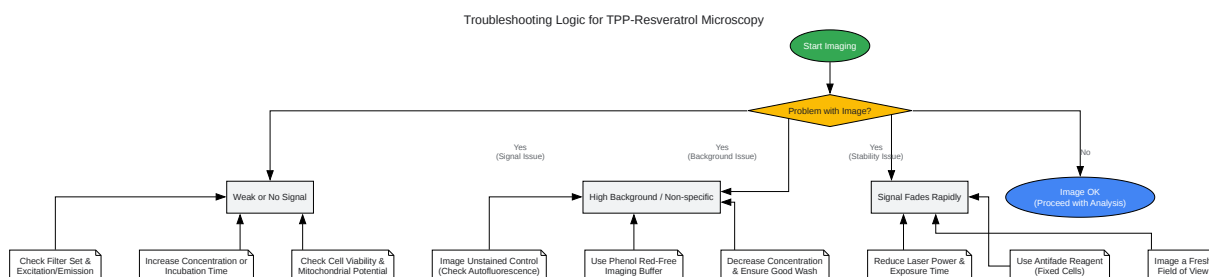 Troubleshooting Logic for TPP-Resveratrol Microscopy
Start Imaging
Problem with Image?
Yes
(Signal Issue)
Yes
(Background Issue)
Yes
(Stability Issue)
No
Weak or No Signal
High Background / Non-specific
Signal Fades Rapidly
Image OK
(Proceed with Analysis)
Check Filter Set &
Excitation/Emission
Increase Concentration or
Incubation Time
Check Cell Viability &
Mitochondrial Potential
Image Unstained Control
(Check Autofluorescence)
Use Phenol Red-Free
Imaging Buffer
Decrease Concentration
& Ensure Good Wash
Reduce Laser Power &
Exposure Time
Use Antifade Reagent
(Fixed Cells)
Image a Fresh
Field of View